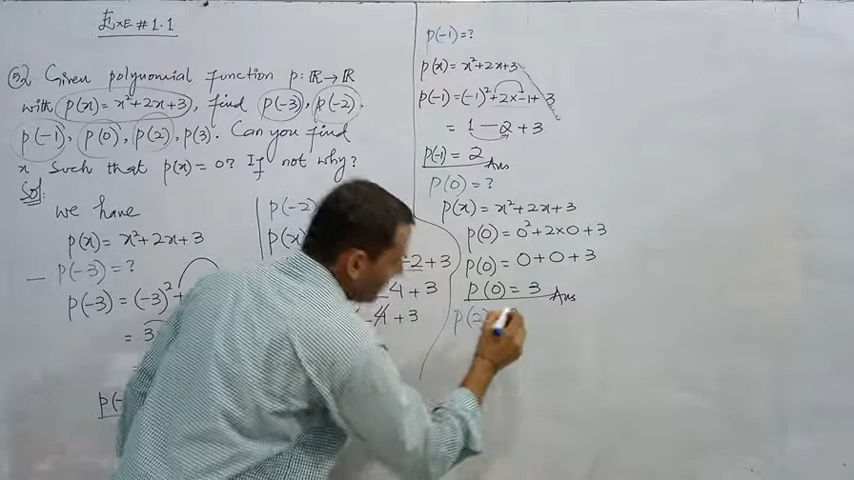 Exe # 1.1
Q2 Given polynomial function p: ℝ→ℝ
with p(x) = x²+2x+3, find p(-3), p(-2),
p(-1), p(0), p(2), p(3). Can you find
x such that p(x) = 0? If not why?
Sol:
we have
p(x) = x²+2x+3
p(-3) = ?
p(-3) = (-3)²+
= 
p(-
p(-2)
p(x)
-2+3
4+3
-4+3
p(-1) = ?
p(x) = x²+2x+3
p(-1) = (-1)²+2×-1+3
= 1-2+3
p(-1) = 2 Ans
p(0) = ?
p(x) = x²+2x+3
p(0) = 0²+2×0+3
p(0) = 0+0+3
p(0) = 3 Ans
p(2)